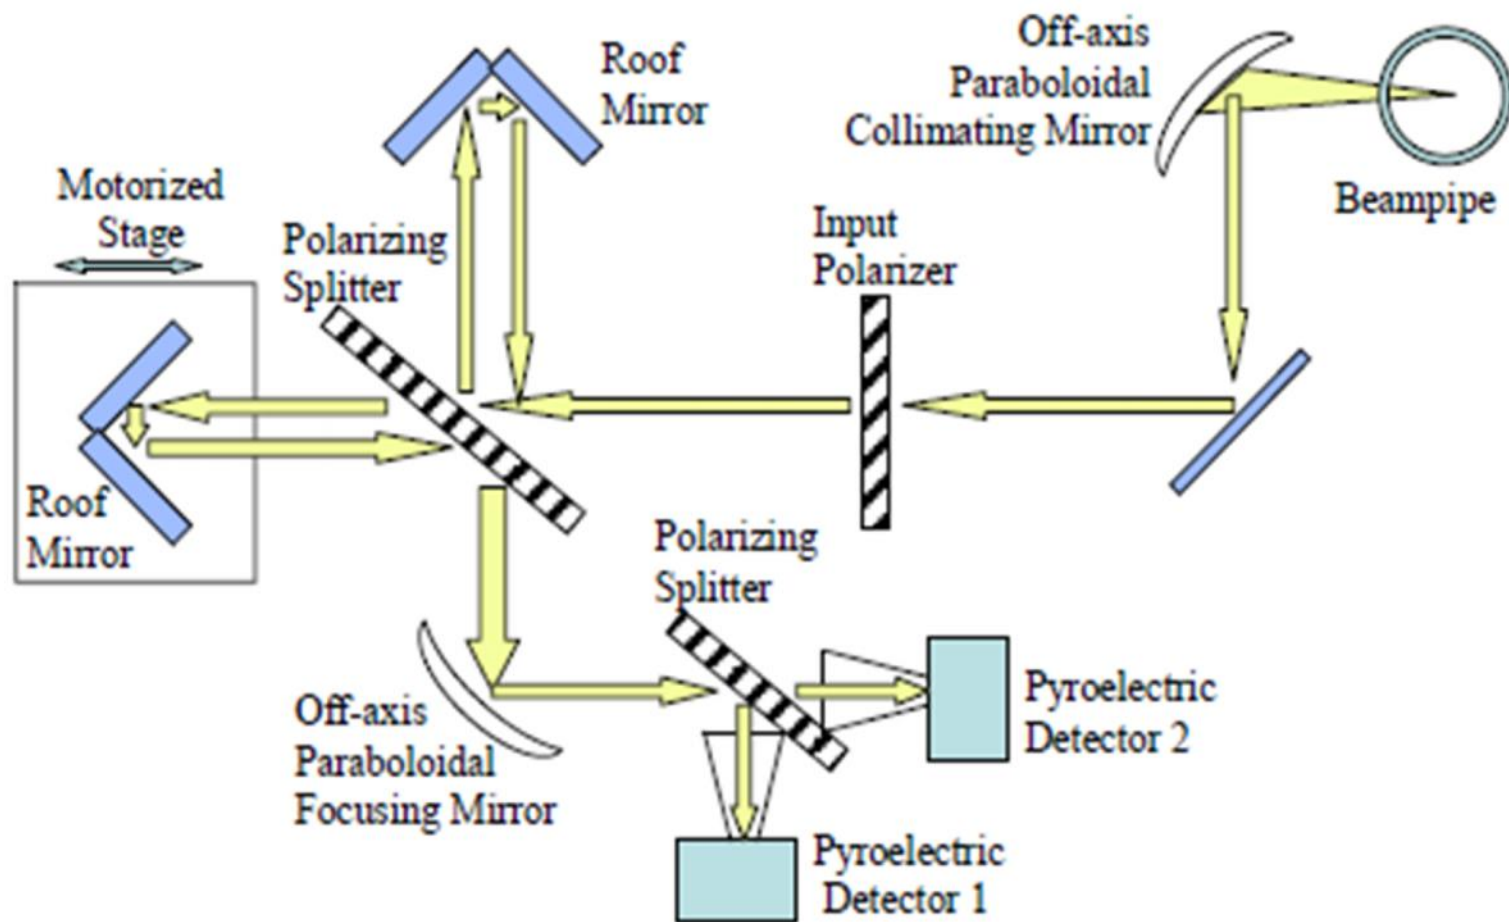 Roof
Mirror
Off-axis
Paraboloidal
Collimating Mirror
Beampipe
Motorized
Stage
Polarizing
Splitter
Input
Polarizer
Roof
Mirror
Polarizing
Splitter
Off-axis
Paraboloidal
Focusing Mirror
Pyroelectric
Detector 2
Pyroelectric
Detector 1